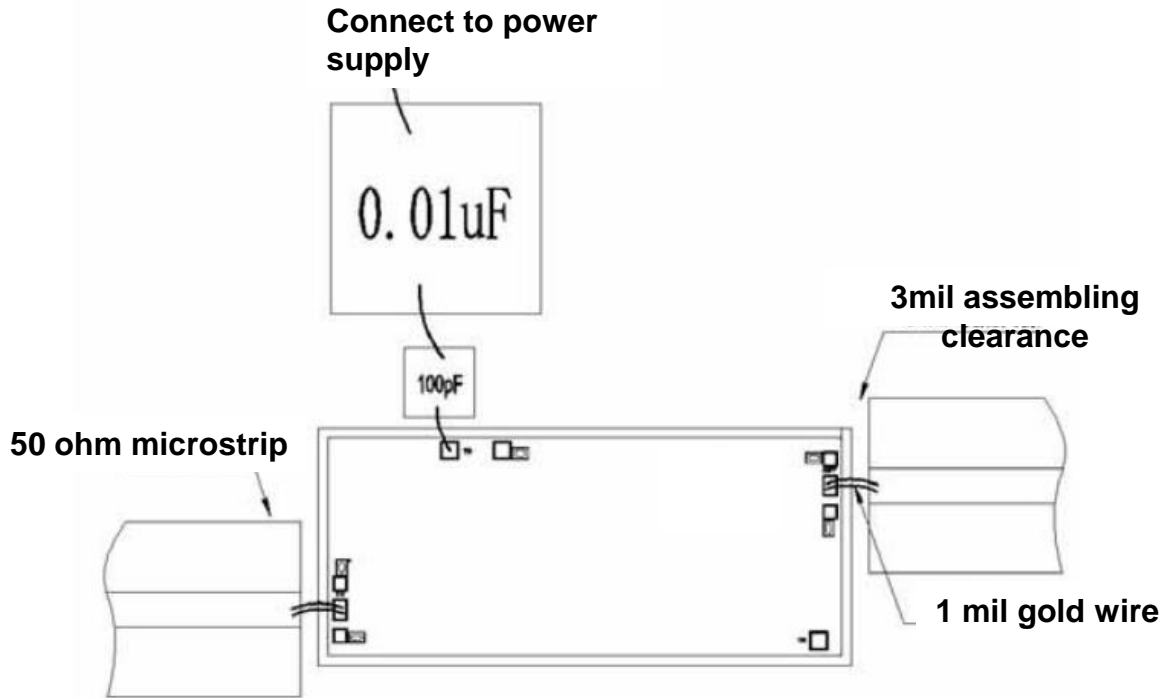 Connect to power
supply
0.01uF
3mil assembling
clearance
100pF
50 ohm microstrip
1 mil gold wire